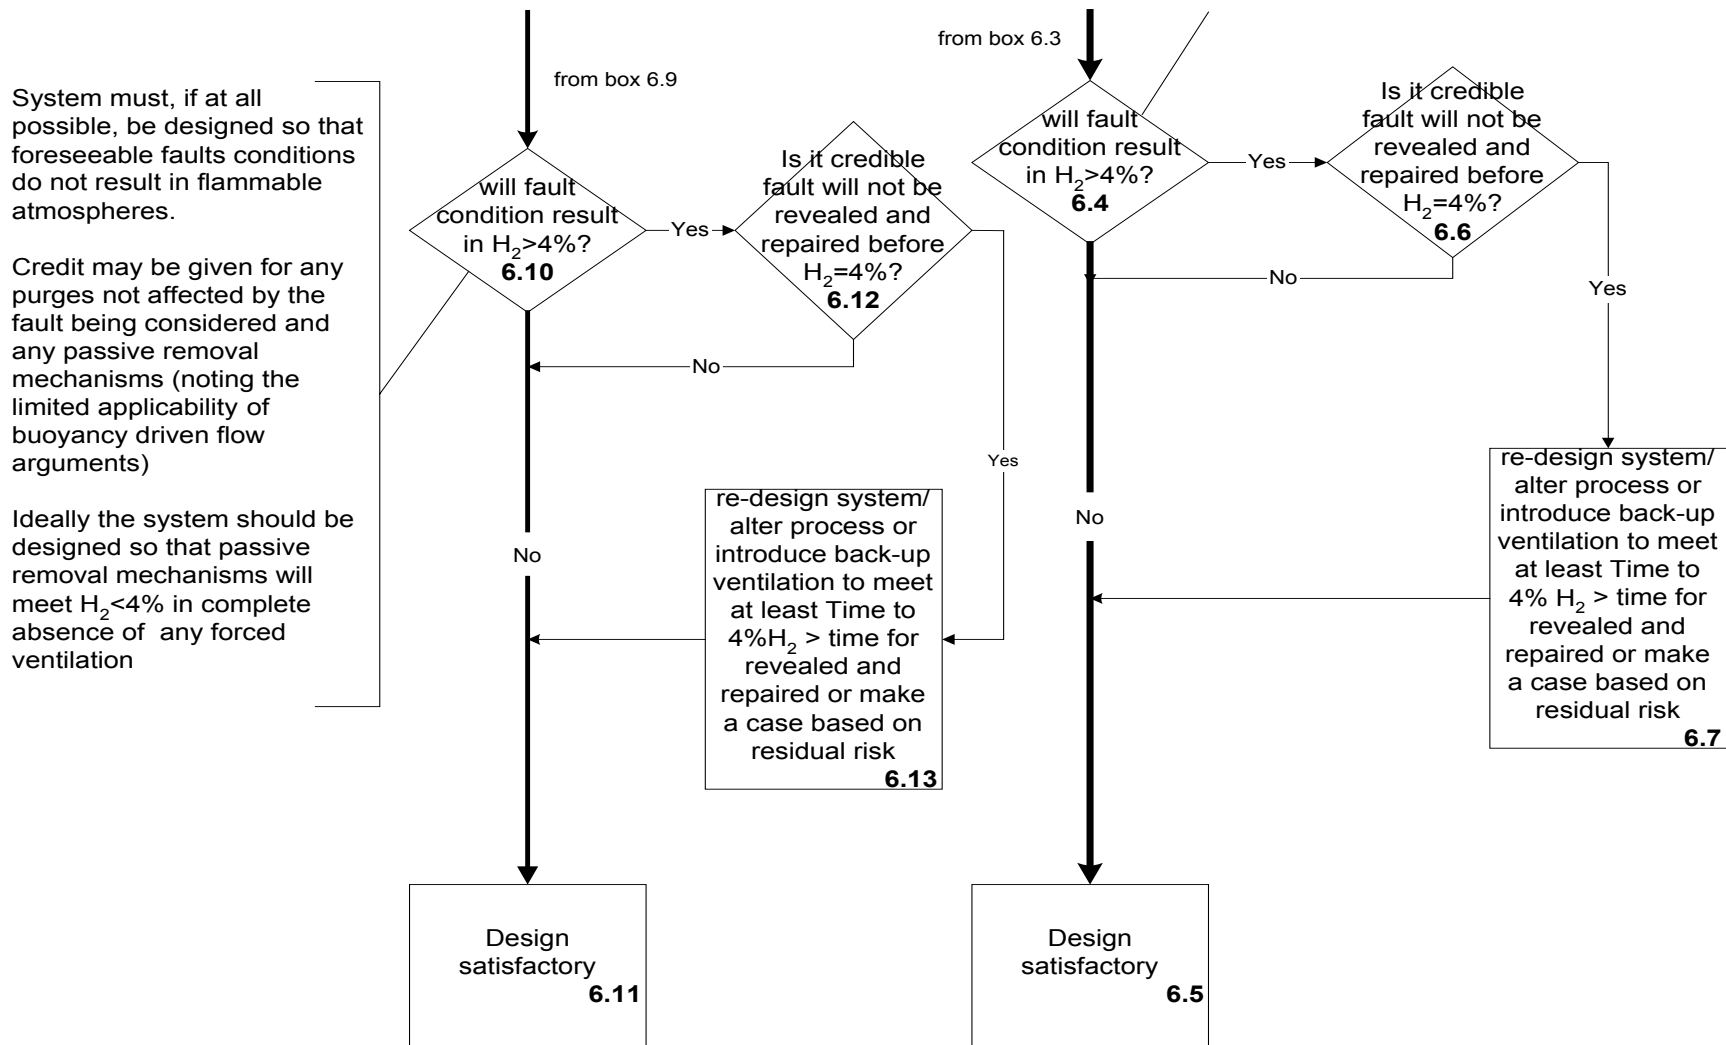 System must, if at all
possible, be designed so that
foreseeable faults conditions
do not result in flammable
atmospheres.
Credit may be given for any
purges not affected by the
fault being considered and
any passive removal
mechanisms (noting the
limited applicability of
buoyancy driven flow
arguments)
Ideally the system should be
designed so that passive
removal mechanisms will
meet H₂<4% in complete
absence of any forced
ventilation
from box 6.9
will fault
condition result
in H₂>4%?
6.10
Yes
Is it credible
fault will not be
revealed and
repaired before
H₂=4%?
6.12
No
Yes
No
re-design system/
alter process or
introduce back-up
ventilation to meet
at least Time to
4%H₂ > time for
revealed and
repaired or make
a case based on
residual risk
6.13
Design
satisfactory
6.11
from box 6.3
will fault
condition result
in H₂>4%?
6.4
Yes
Is it credible
fault will not be
revealed and
repaired before
H₂=4%?
6.6
No
Yes
No
re-design system/
alter process or
introduce back-up
ventilation to meet
at least Time to
4% H₂ > time for
revealed and
repaired or make
a case based on
residual risk
6.7
Design
satisfactory
6.5